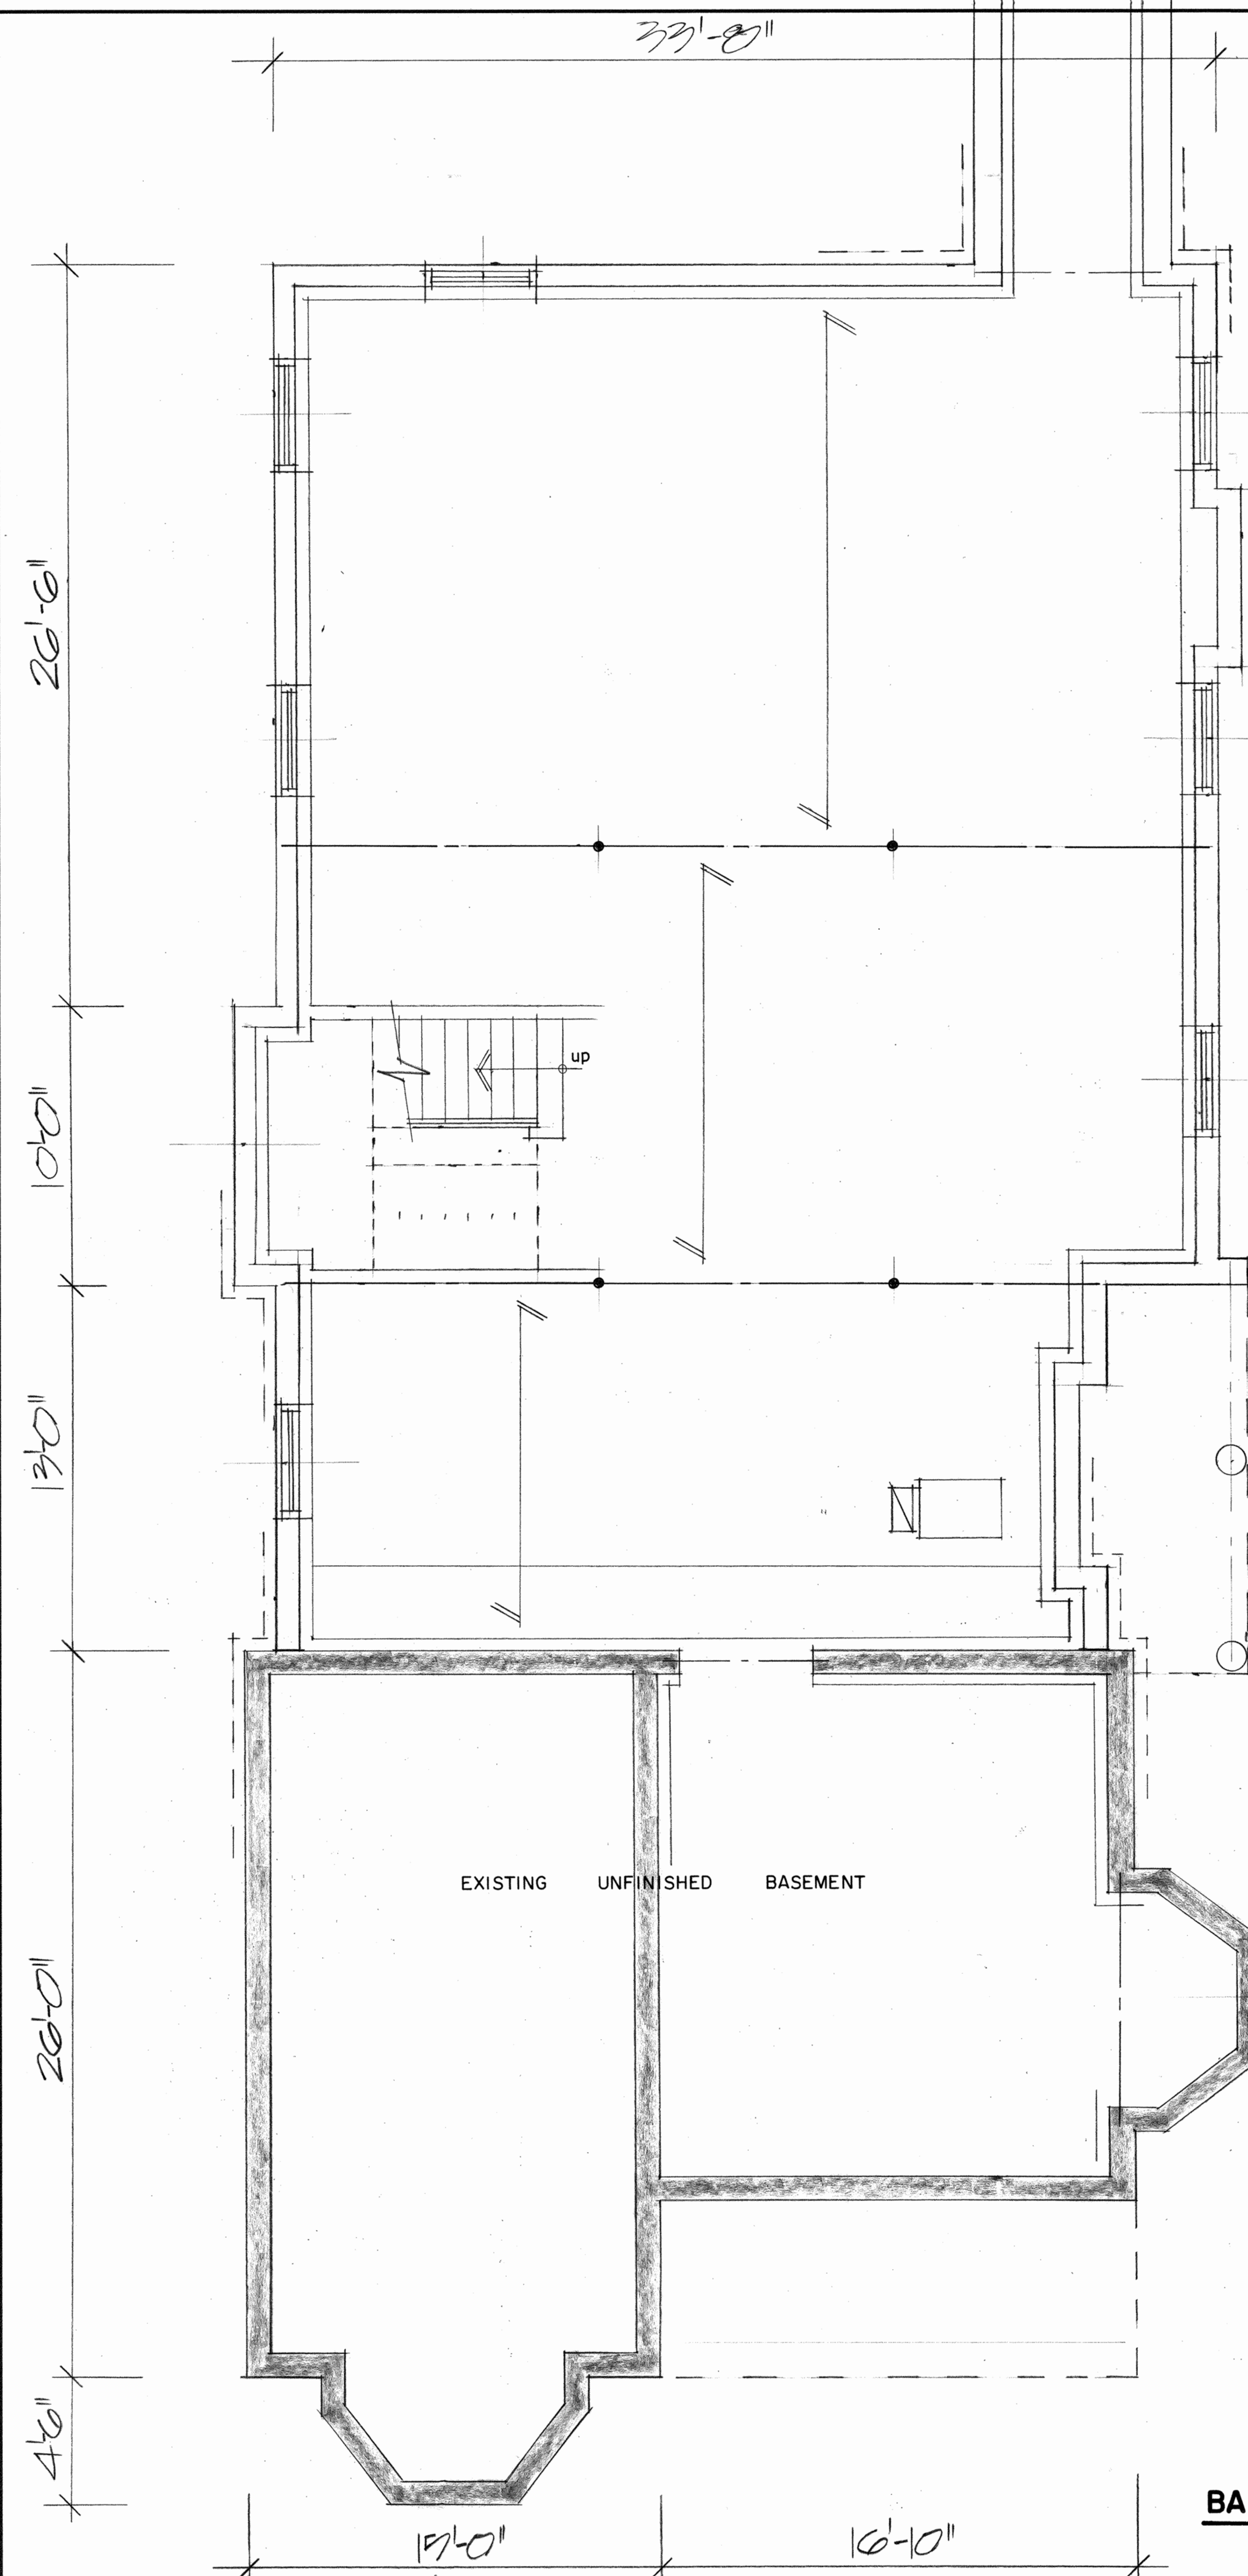 33'-8"
26'-6"
up
10'-0"
13'-0"
EXISTING UNFINISHED BASEMENT
26'-0"
4'-6"
BA
15'-0"
16'-10"